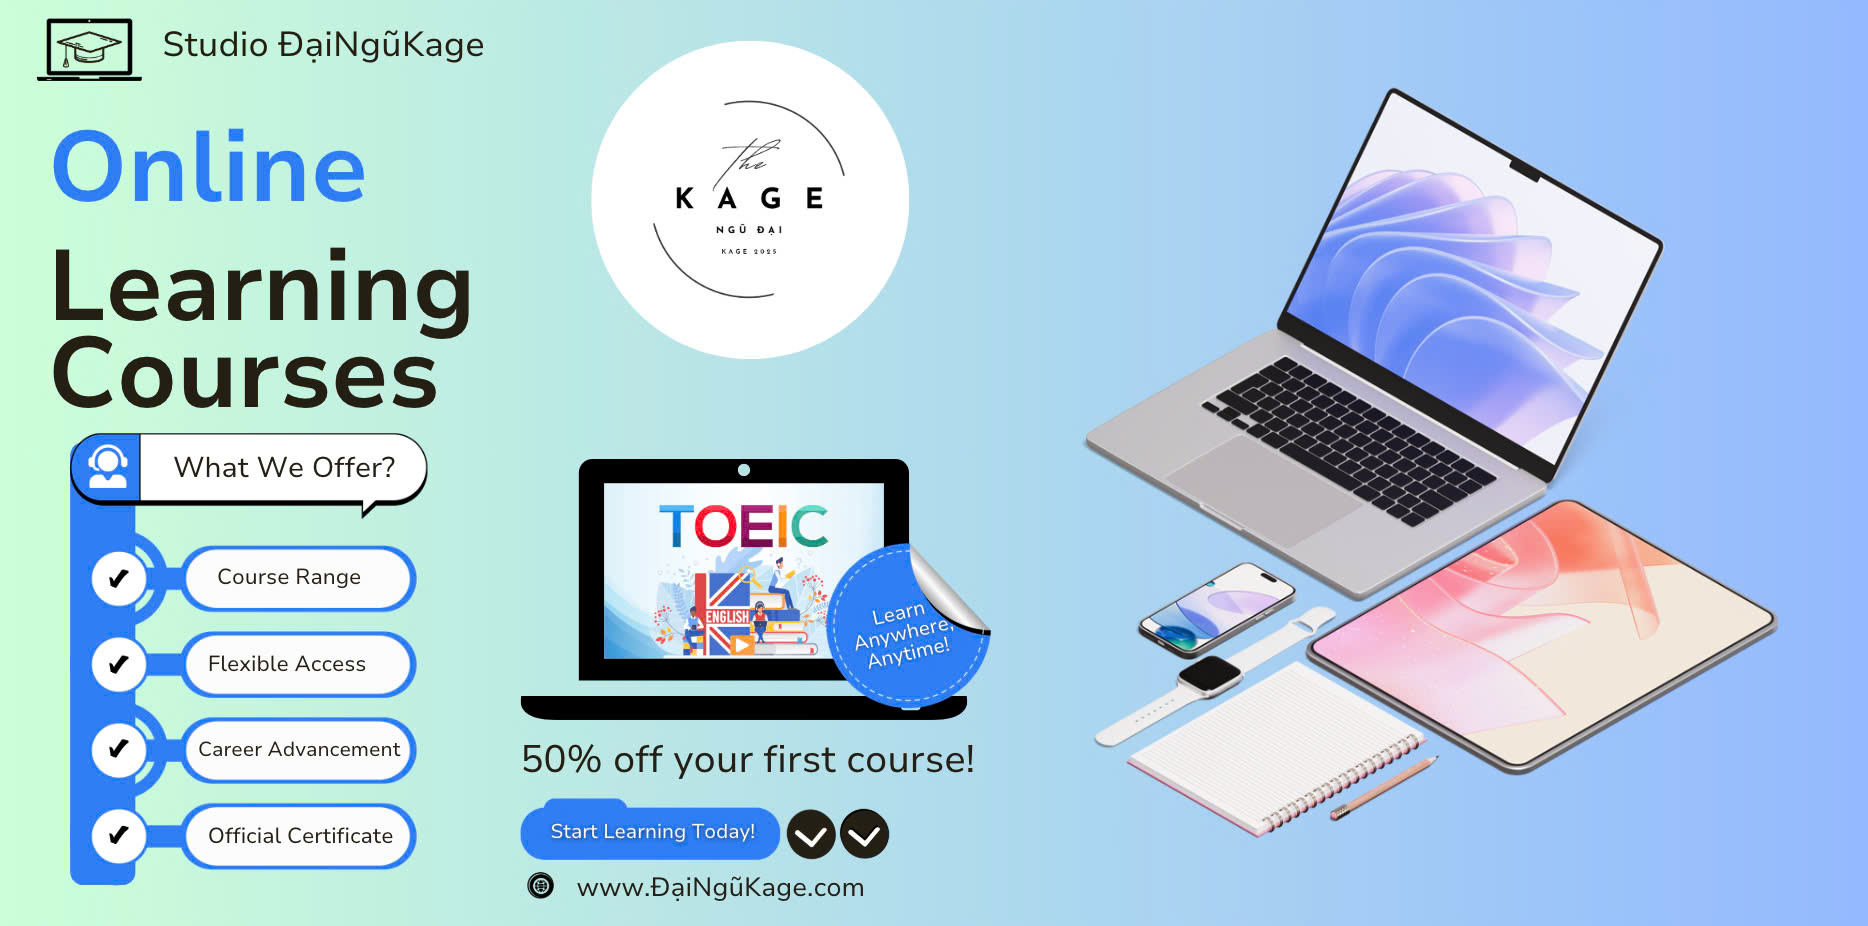 Studio ĐạiNgũKage
Online
Learning
Courses
What We Offer?
Course Range
Flexible Access
Career Advancement
Official Certificate
the
KAGE
NGŨ ĐẠI
KAGE 2025
TOEIC
ENGLISH
Learn
Anywhere,
Anytime!
50% off your first course!
Start Learning Today!
www.ĐạiNgũKage.com